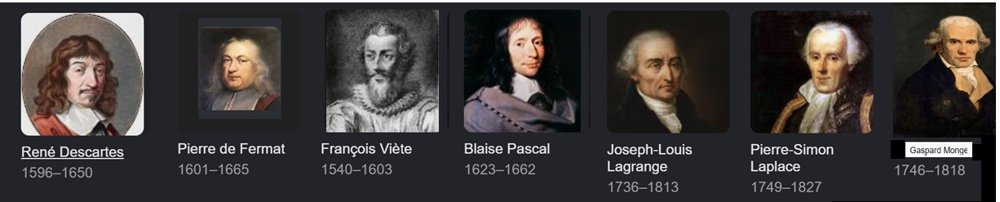 René Descartes
1596–1650
Pierre de Fermat
1601–1665
François Viète
1540–1603
Blaise Pascal
1623–1662
Joseph-Louis
Lagrange
1736–1813
Pierre-Simon
Laplace
1749–1827
Gaspard Monge
1746–1818